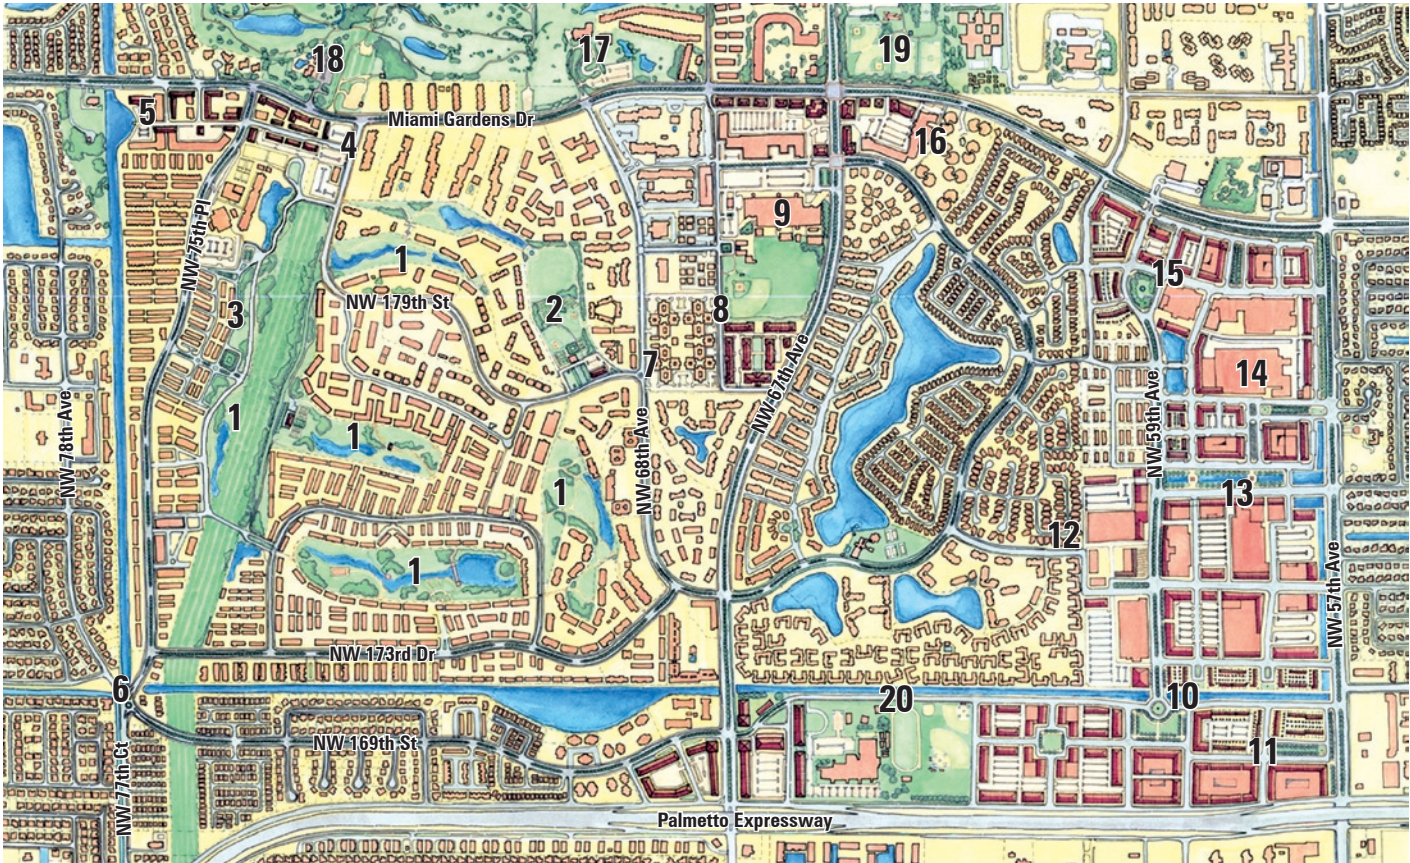 18
17
19
5
Miami Gardens Dr
4
16
9
NW 75th Pl
1
15
NW 179th St
3
2
8
7
14
NW 67th Ave
1
NW 78th Ave
1
NW 59th Ave
NW 68th Ave
1
13
12
1
NW 57th Ave
NW 173rd Dr
6
20
10
NW 169th St
11
NW 77th Ct
Palmetto Expressway